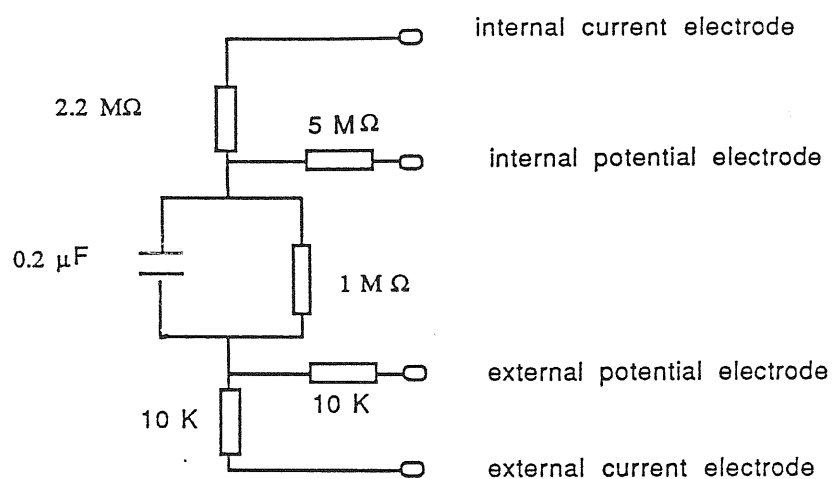 internal current electrode
2.2 MΩ
5 MΩ
internal potential electrode
0.2 µF
1 M Ω
external potential electrode
10 K
10 K
external current electrode